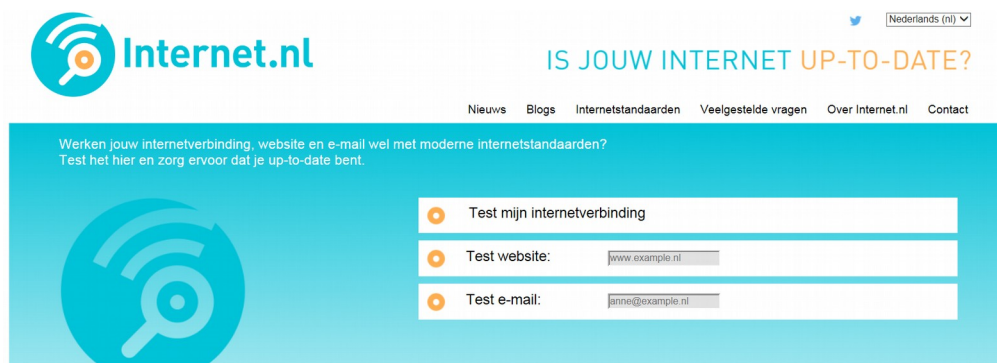 Nederlands (nl)
Internet.nl
IS JOUW INTERNET UP-TO-DATE?
Nieuws Blogs Internetstandaarden Veelgestelde vragen Over Internet.nl Contact
Werken jouw internetverbinding, website en e-mail wel met moderne internetstandaarden?
Test het hier en zorg ervoor dat je up-to-date bent.
Test mijn internetverbinding
Test website: www.example.nl
Test e-mail: anne@example.nl